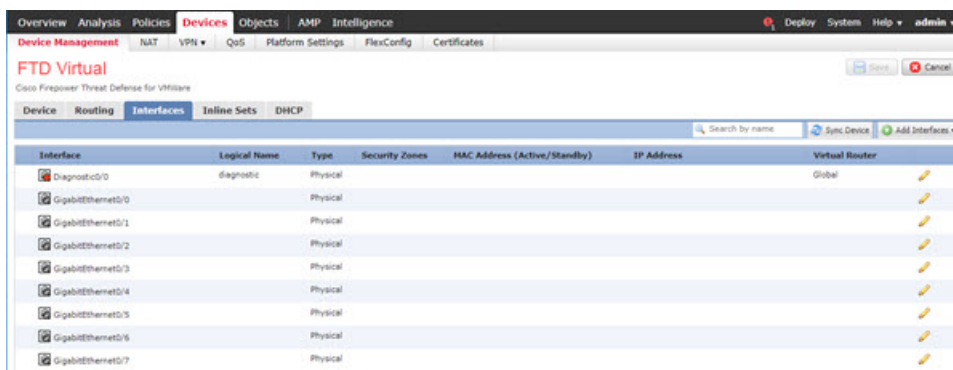 Overview Analysis Policies Devices Objects AMP Intelligence Deploy System Help admin
Device Management NAT VPN QoS Platform Settings FlexConfig Certificates
FTD Virtual Save Cancel
Cisco Firepower Threat Defense for VMWare
Device Routing Interfaces Inline Sets DHCP
Search by name Sync Device Add Interfaces
Interface Logical Name Type Security Zones MAC Address (Active/Standby) IP Address Virtual Router
Diagnostic0/0 diagnostic Physical Global
GigabitEthernet0/0 Physical
GigabitEthernet0/1 Physical
GigabitEthernet0/2 Physical
GigabitEthernet0/3 Physical
GigabitEthernet0/4 Physical
GigabitEthernet0/5 Physical
GigabitEthernet0/6 Physical
GigabitEthernet0/7 Physical